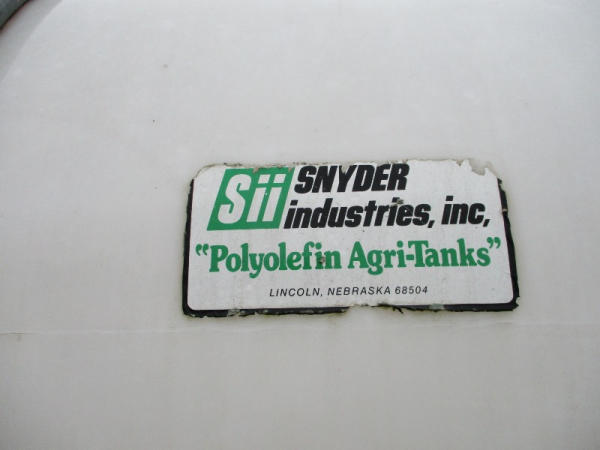 Sii SNYDER
industries, inc,
"Polyolefin Agri-Tanks"
LINCOLN, NEBRASKA 68504